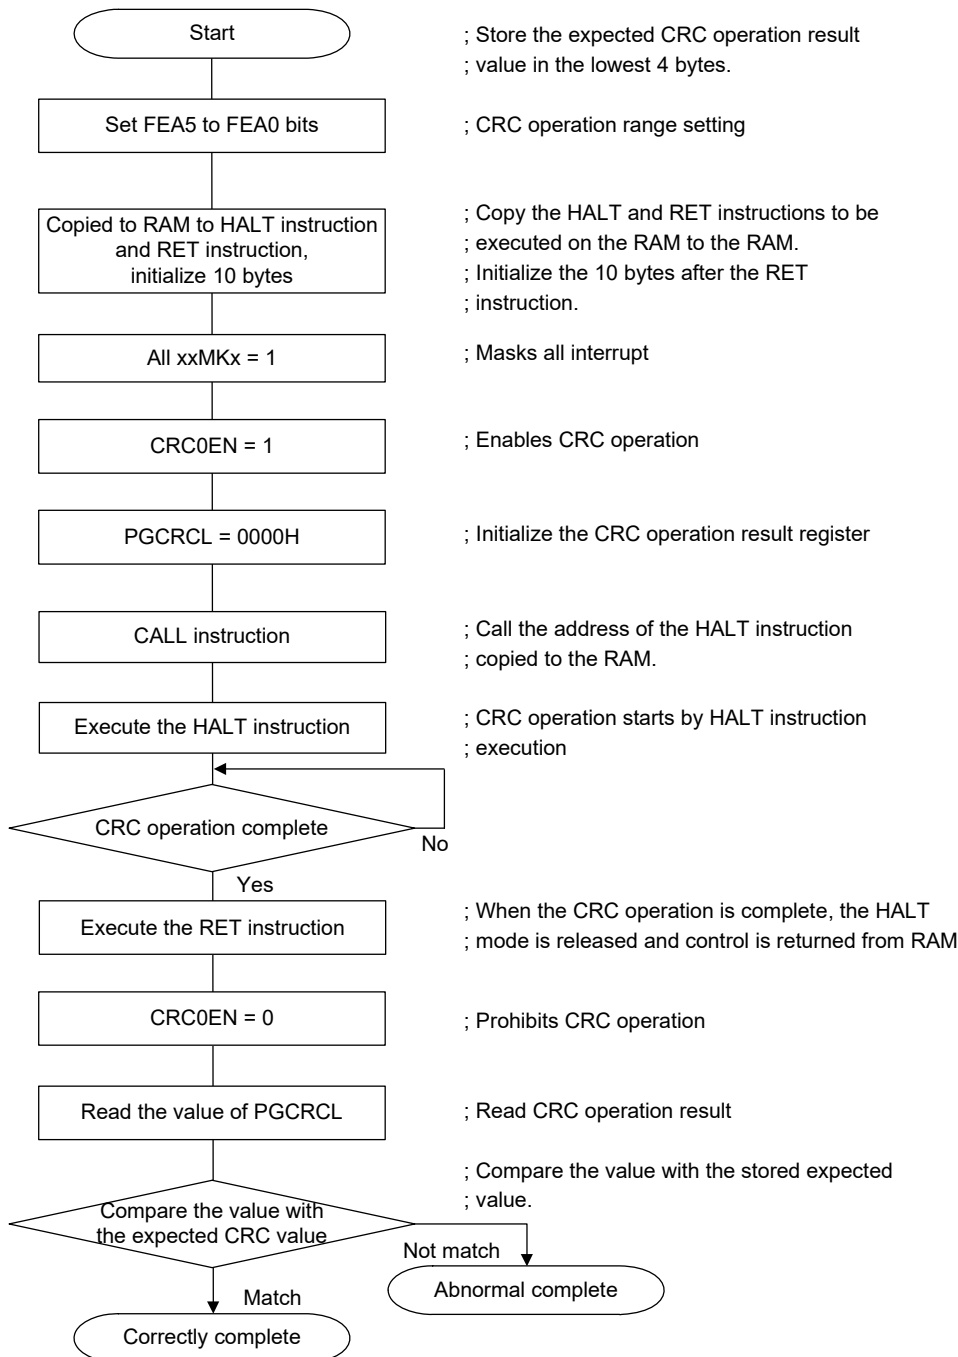 Start
; Store the expected CRC operation result
; value in the lowest 4 bytes.
Set FEA5 to FEA0 bits
; CRC operation range setting
Copied to RAM to HALT instruction
and RET instruction,
initialize 10 bytes
; Copy the HALT and RET instructions to be
; executed on the RAM to the RAM.
; Initialize the 10 bytes after the RET
; instruction.
All xxMKx = 1
; Masks all interrupt
CRC0EN = 1
; Enables CRC operation
PGCRCL = 0000H
; Initialize the CRC operation result register
CALL instruction
; Call the address of the HALT instruction
; copied to the RAM.
Execute the HALT instruction
; CRC operation starts by HALT instruction
; execution
CRC operation complete
No
Yes
Execute the RET instruction
; When the CRC operation is complete, the HALT
; mode is released and control is returned from RAM
CRC0EN = 0
; Prohibits CRC operation
Read the value of PGCRCL
; Read CRC operation result
; Compare the value with the stored expected
; value.
Compare the value with
the expected CRC value
Not match
Abnormal complete
Match
Correctly complete